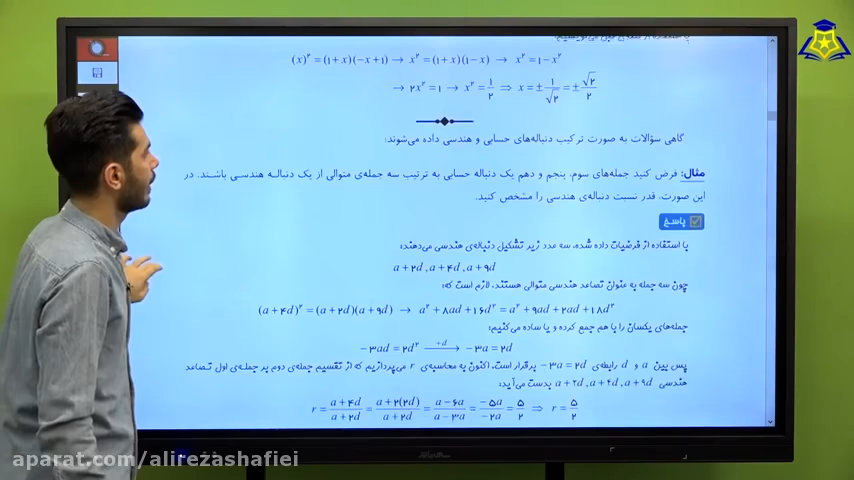 (x)² = (۱+x)(−x+۱) → x² = (۱+x)(۱−x) → x² = ۱−x²
→ ۲x² = ۱ → x² = ۱/۲ ⇒ x = ±۱/√۲ = ±√۲/۲
گاهی سؤالات به صورت ترکیب دنباله‌های حسابی و هندسی داده می‌شوند:
مثال: فرض کنید جمله‌های سوم، پنجم و دهم یک دنباله حسابی به ترتیب سه جمله‌ی متوالی از یک دنباله هندسی باشند. در
این صورت، قدر نسبت دنباله‌ی هندسی را مشخص کنید.
پاسخ
با استفاده از فرضیات داده شده، سه عدد زیر تشکیل دنباله‌ی هندسی می‌دهند:
a+۲d, a+۴d, a+۹d
چون سه جمله به عنوان تصاعد هندسی متوالی هستند، لازم است که:
(a+۴d)² = (a+۲d)(a+۹d) → a² + ۸ad + ۱۶d² = a² + ۹ad + ۲ad + ۱۸d²
جمله‌های یکسان را با هم جمع کرده و یا ساده می‌کنیم:
−۳ad = ۲d² ÷d → −۳a = ۲d
پس بین a و d رابطه‌ی −۳a = ۲d برقرار است. اکنون به محاسبه‌ی r می‌پردازیم که از تقسیم جمله‌ی دوم بر جمله‌ی اول تصاعد
هندسی a+۲d, a+۴d, a+۹d بدست می‌آید:
r = a+۴d/a+۲d = a+۲(۲d)/a+۲d = a−۶a/a−۳a = −۵a/−۲a = ۵/۲ ⇒ r = ۵/۲
aparat.com/alirezashafiei